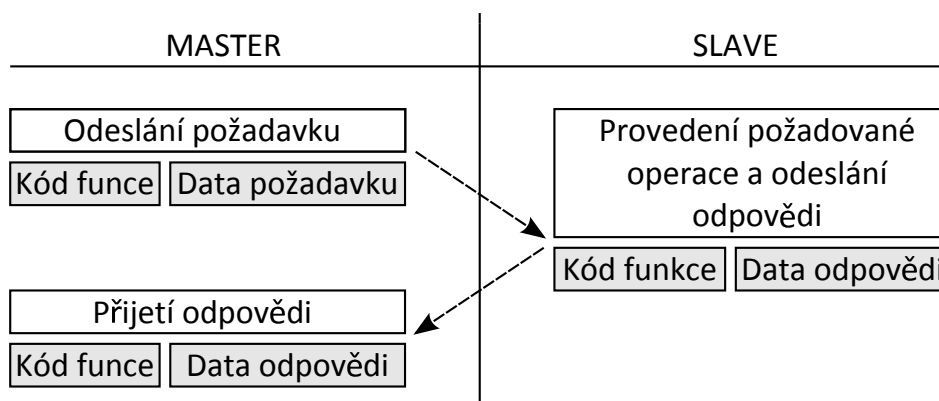 MASTER
SLAVE
Odeslání požadavku
Kód funce
Data požadavku
Provedení požadované
operace a odeslání
odpovědi
Kód funkce
Data odpovědi
Přijetí odpovědi
Kód funce
Data odpovědi